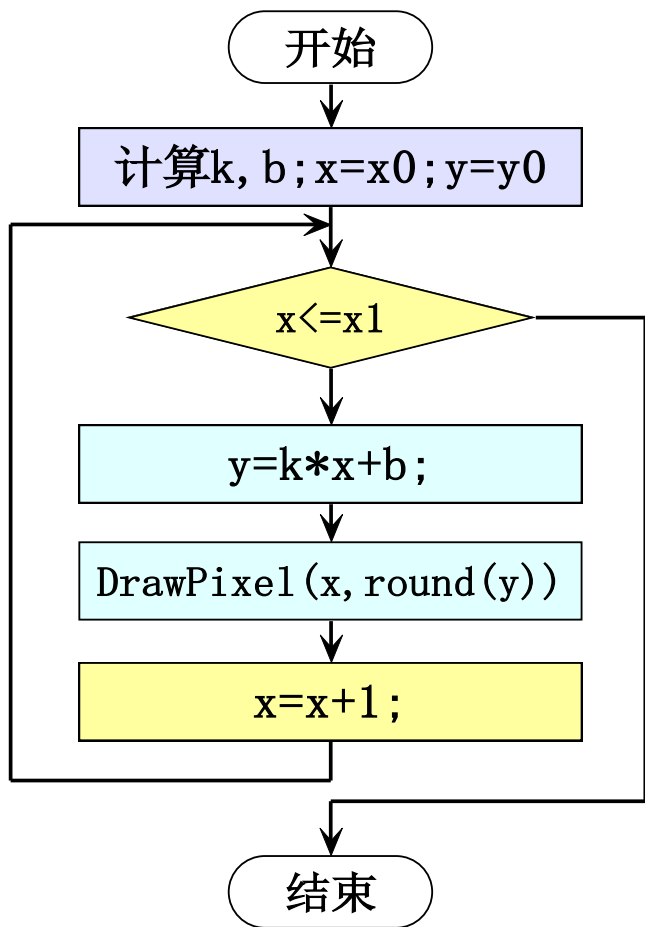 开始
计算k,b;x=x0;y=y0
x<=x1
y=k*x+b;
DrawPixel(x,round(y))
x=x+1;
结束